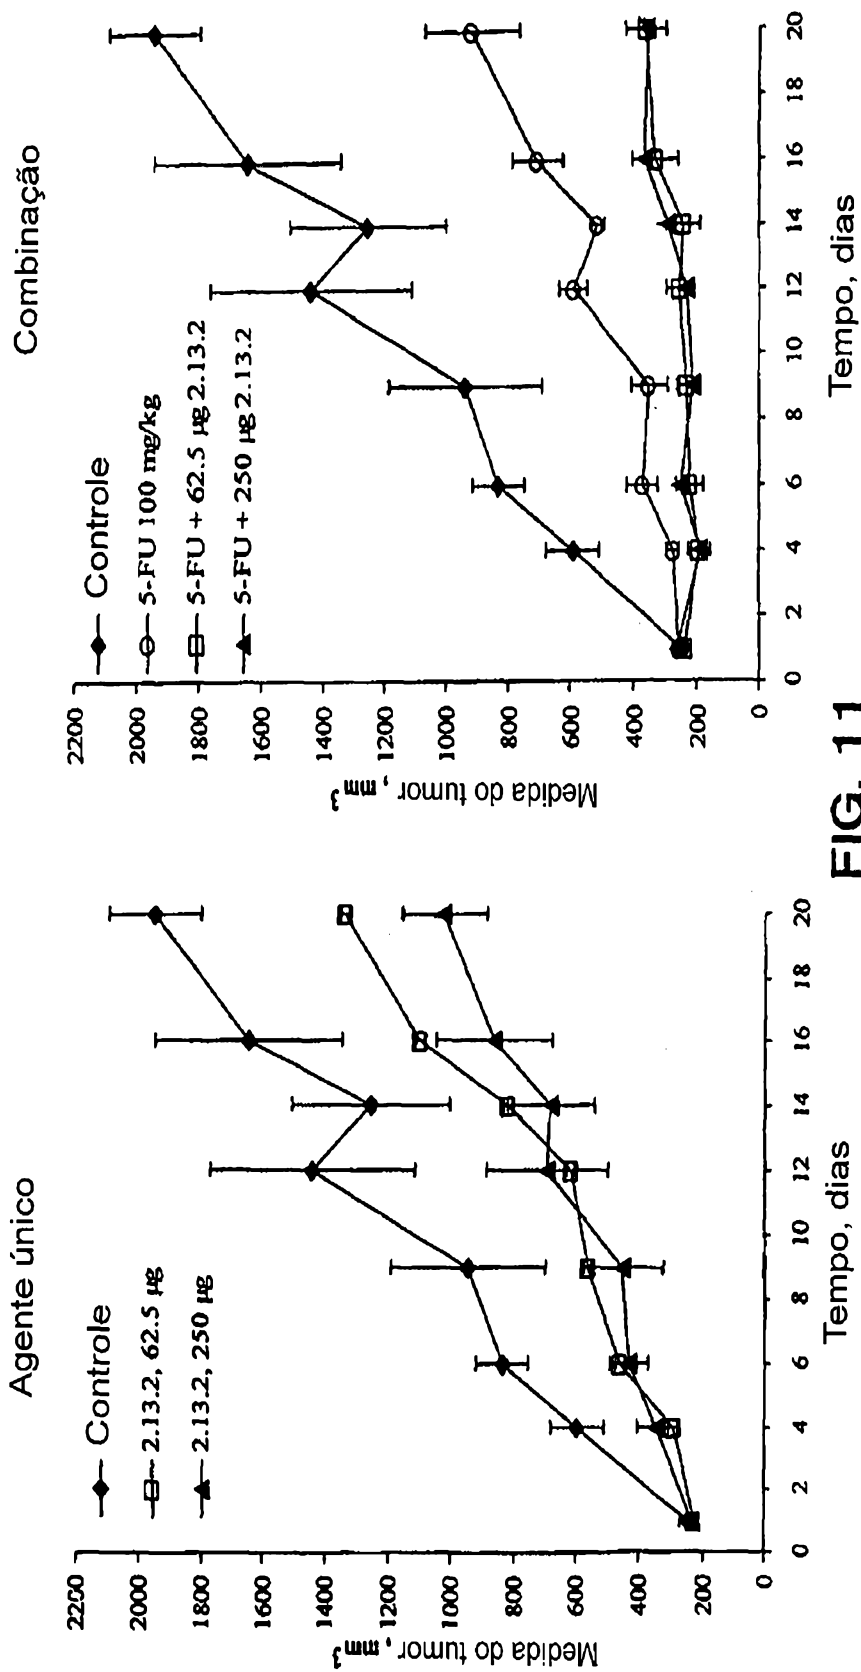 Agente único
Controle
2.13.2, 62.5 µg
2.13.2, 250 µg
Medida do tumor, mm³
2200
2000
1800
1600
1400
1200
1000
800
600
400
200
0
0 2 4 6 8 10 12 14 16 18 20
Tempo, dias
Combinação
Controle
5-FU 100 mg/kg
5-FU + 62.5 µg 2.13.2
5-FU + 250 µg 2.13.2
Medida do tumor, mm³
2200
2000
1800
1600
1400
1200
1000
800
600
400
200
0
0 2 4 6 8 10 12 14 16 18 20
Tempo, dias
FIG. 11